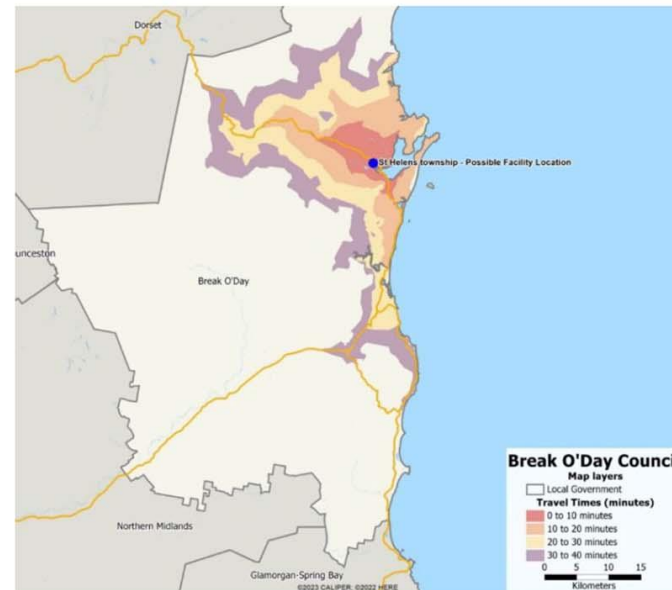 Dorset
St Helens township - Possible Facility Location
unceston
Break O'Day
Northern Midlands
Glamorgan-Spring Bay
©2023 CALIPER; ©2022 HERE
Break O'Day Counci
Map layers
Local Government
Travel Times (minutes)
0 to 10 minutes
10 to 20 minutes
20 to 30 minutes
30 to 40 minutes
0 5 10 15
Kilometers